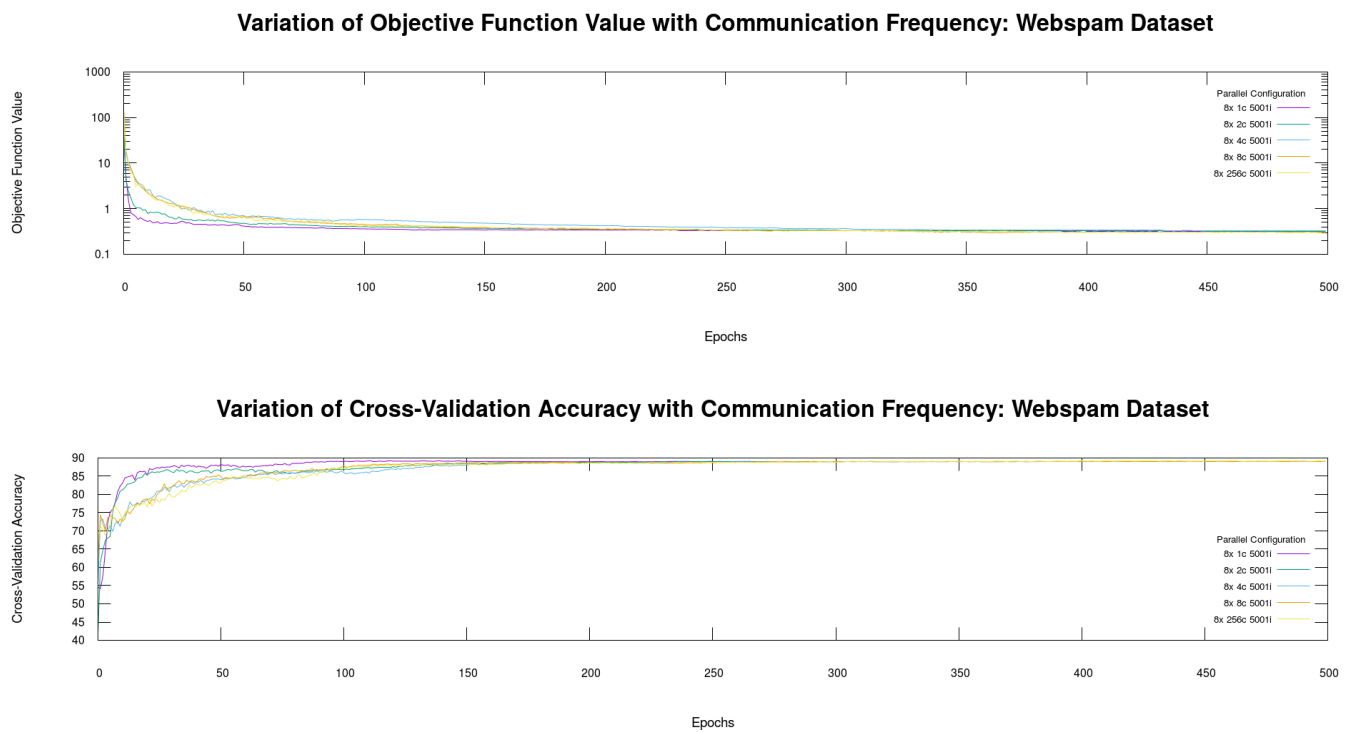 Variation of Objective Function Value with Communication Frequency: Webspam Dataset
Objective Function Value
1000
100
10
1
0.1
Parallel Configuration
8x 1c 5001i
8x 2c 5001i
8x 4c 5001i
8x 8c 5001i
8x 256c 5001i
0 50 100 150 200 250 300 350 400 450 500
Epochs
Variation of Cross-Validation Accuracy with Communication Frequency: Webspam Dataset
Cross-Validation Accuracy
90
85
80
75
70
65
60
55
50
45
40
Parallel Configuration
8x 1c 5001i
8x 2c 5001i
8x 4c 5001i
8x 8c 5001i
8x 256c 5001i
0 50 100 150 200 250 300 350 400 450 500
Epochs